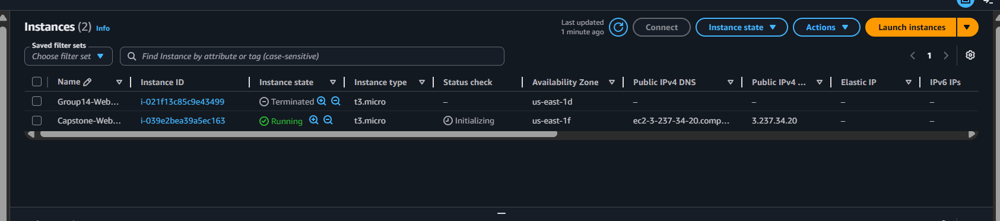 Instances (2) Info
Last updated
1 minute ago
Connect
Instance state
Actions
Launch instances
Saved filter sets
Choose filter set
Find Instance by attribute or tag (case-sensitive)
1
Name Instance ID Instance state Instance type Status check Availability Zone Public IPv4 DNS Public IPv4 ... Elastic IP IPv6 IPs
Group14-Web... i-021f13c85c9e43499 Terminated t3.micro – us-east-1d – – – –
Capstone-Web... i-039e2bea39a5ec163 Running t3.micro Initializing us-east-1f ec2-3-237-34-20.comp... 3.237.34.20 – –